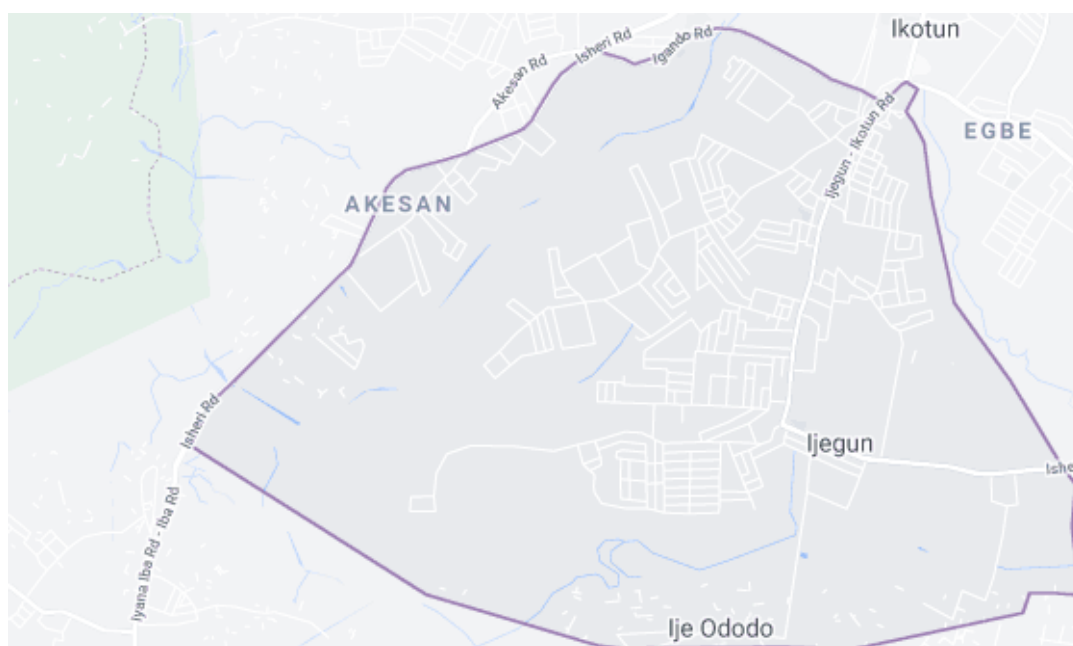 Ikotun
Isheri Rd
Igando Rd
Akesan Rd
EGBE
Ijegun - Ikotun Rd
AKESAN
Isheri Rd
Ijegun
Ishe
Iyana Iba Rd - Iba Rd
Ije Ododo